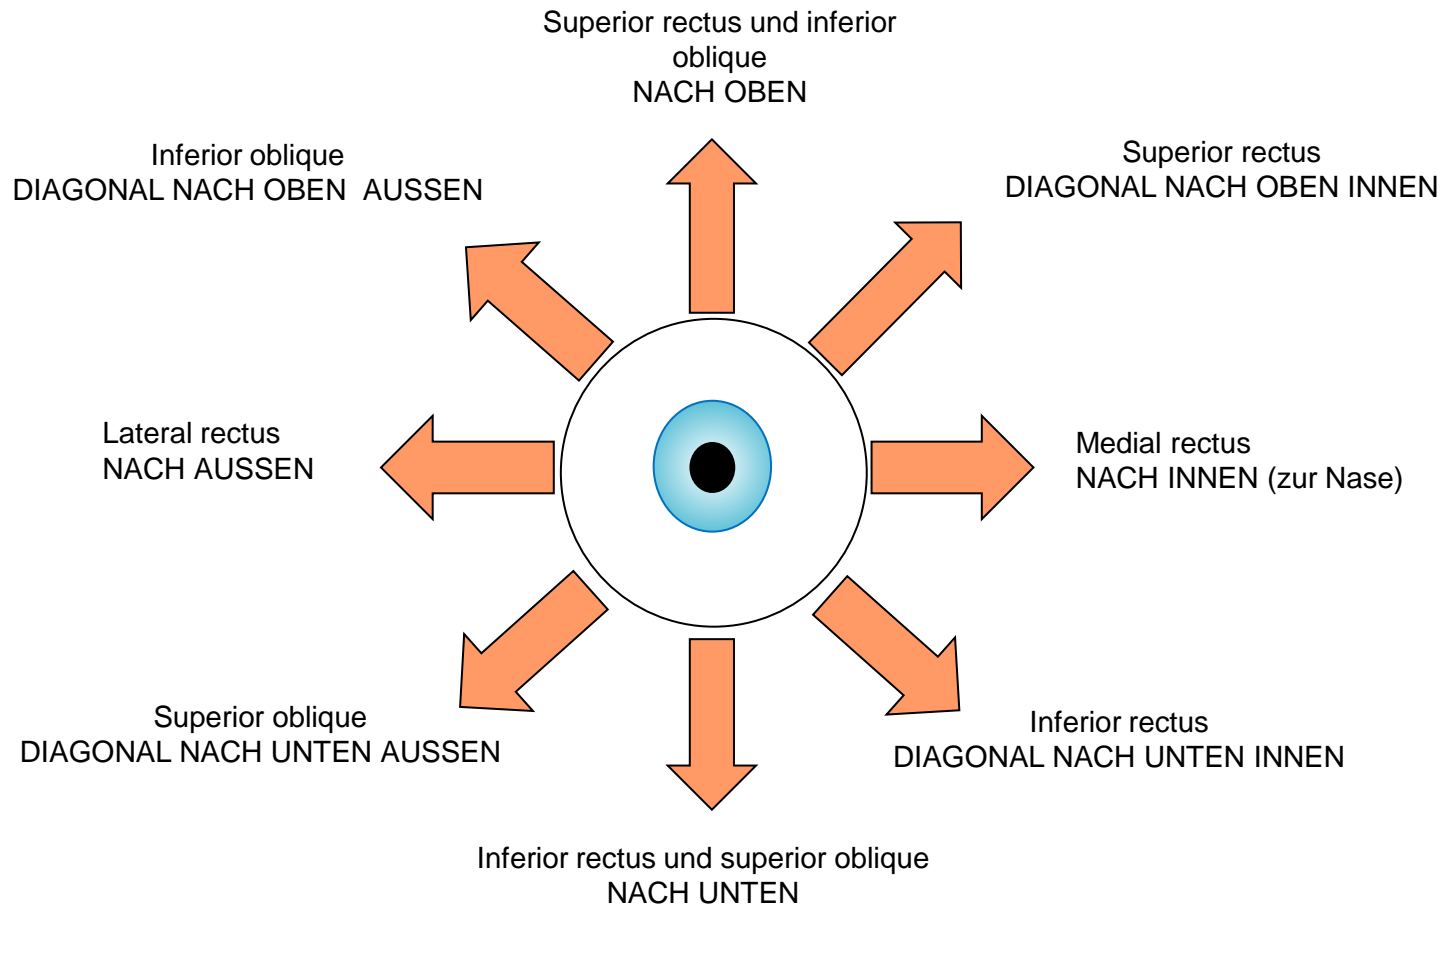 Superior rectus und inferior
oblique
NACH OBEN
Inferior oblique
DIAGONAL NACH OBEN  AUSSEN
Superior rectus
DIAGONAL NACH OBEN INNEN
Lateral rectus
NACH AUSSEN
Medial rectus
NACH INNEN (zur Nase)
Superior oblique
DIAGONAL NACH UNTEN AUSSEN
Inferior rectus
DIAGONAL NACH UNTEN INNEN
Inferior rectus und superior oblique
NACH UNTEN